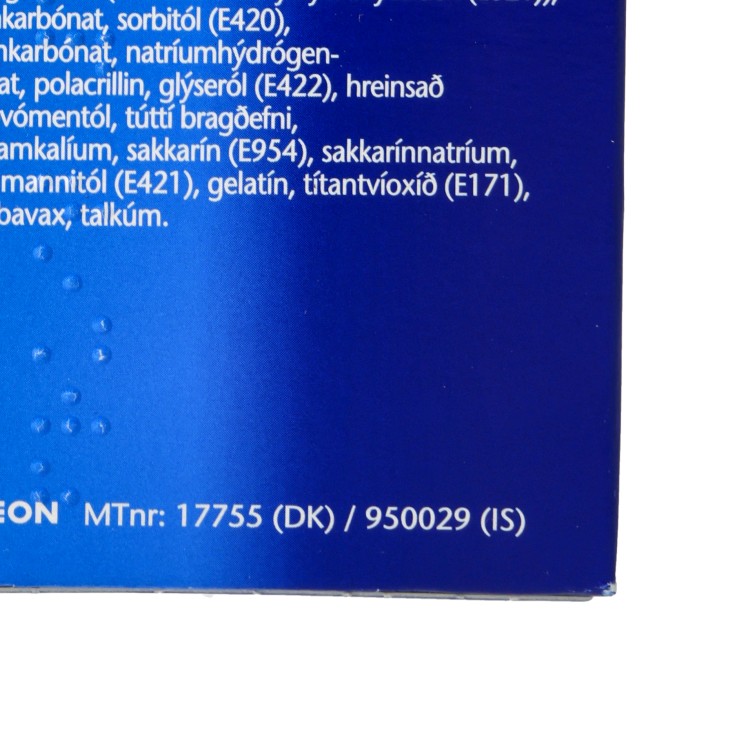 karbónat, sorbitól (E420),
nkarbónat, natríumhýdrógen-
at, polacrillin, glýseról (E422), hreinsað
vómentól, túttí bragðefni,
amkalíum, sakkarín (E954), sakkarínnatríum,
mannitól (E421), gelatín, títantvíoxíð (E171),
bavax, talkúm.
EON MTnr: 17755 (DK) / 950029 (IS)